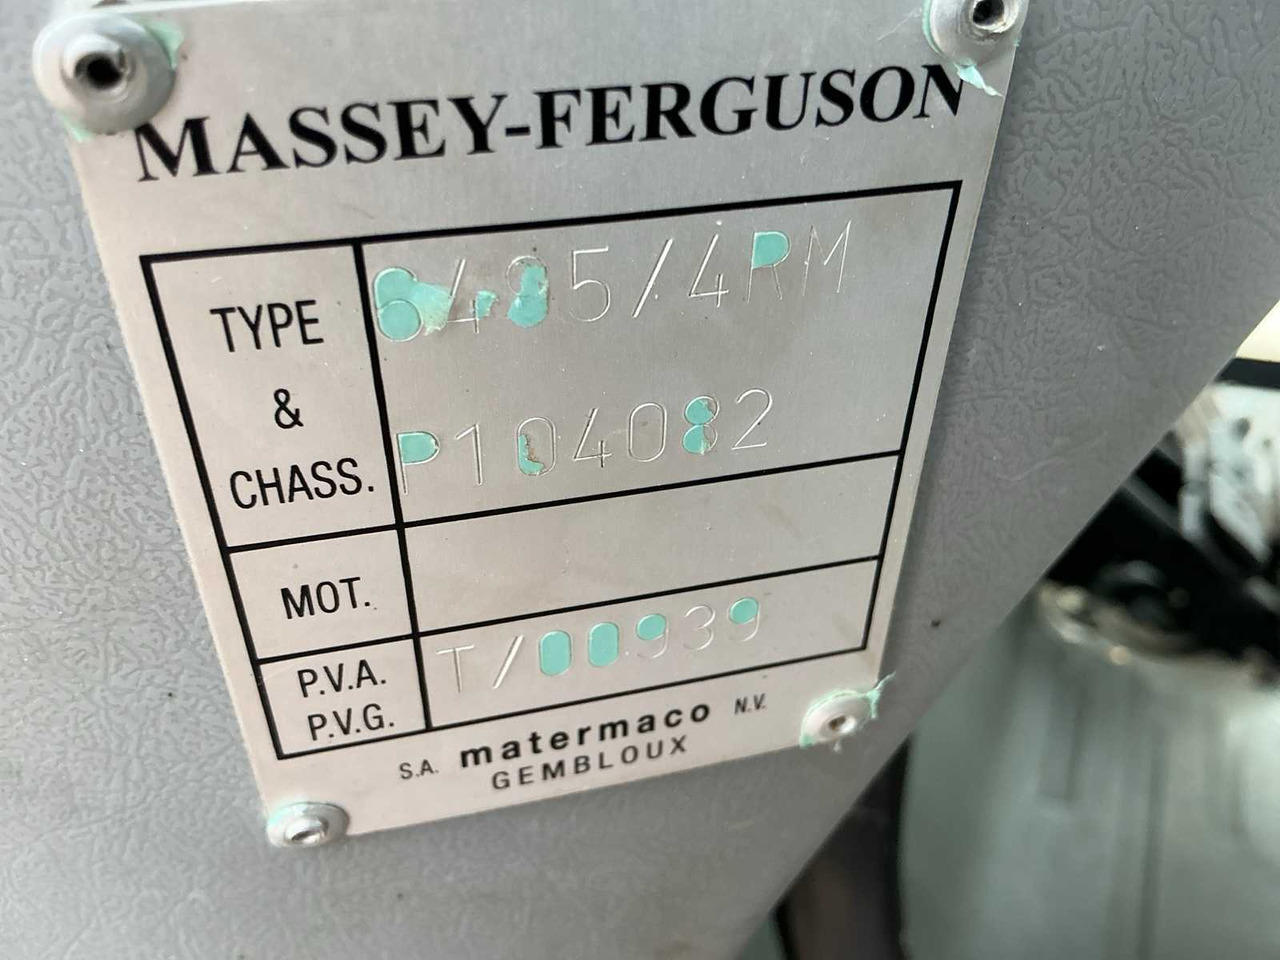 MASSEY-FERGUSON
TYPE & CHASS.
6485/4RM
P104082
MOT.
P.V.A.
P.V.G.
T/00939
S.A. matermaco N.V.
GEMBLOUX